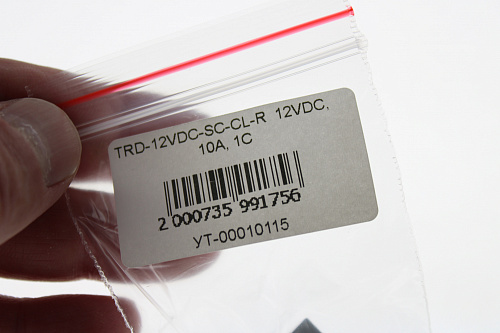 TRD-12VDC-SC-CL-R 12VDC,
10A, 1C
2 000735 991756
УТ-00010115